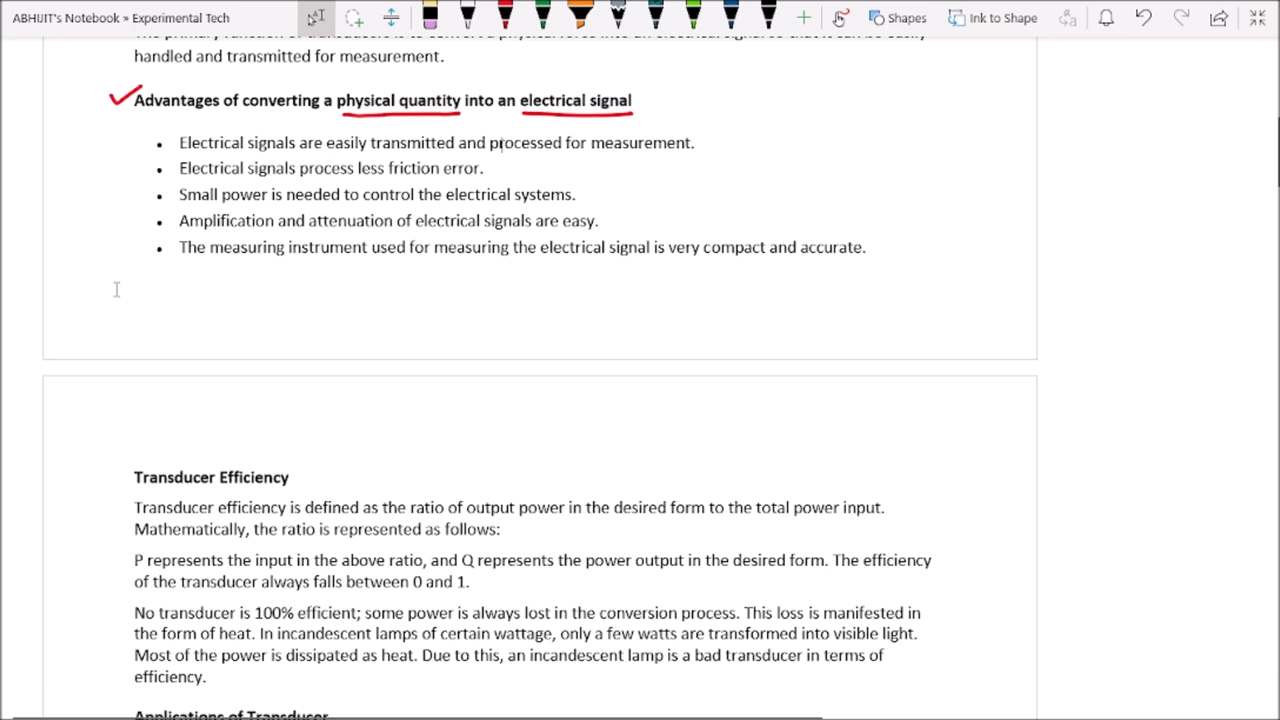 ABHIJIT's Notebook » Experimental Tech
Shapes
Ink to Shape
handled and transmitted for measurement.
Advantages of converting a physical quantity into an electrical signal
• Electrical signals are easily transmitted and processed for measurement.
• Electrical signals process less friction error.
• Small power is needed to control the electrical systems.
• Amplification and attenuation of electrical signals are easy.
• The measuring instrument used for measuring the electrical signal is very compact and accurate.
Transducer Efficiency
Transducer efficiency is defined as the ratio of output power in the desired form to the total power input.
Mathematically, the ratio is represented as follows:
P represents the input in the above ratio, and Q represents the power output in the desired form. The efficiency
of the transducer always falls between 0 and 1.
No transducer is 100% efficient; some power is always lost in the conversion process. This loss is manifested in
the form of heat. In incandescent lamps of certain wattage, only a few watts are transformed into visible light.
Most of the power is dissipated as heat. Due to this, an incandescent lamp is a bad transducer in terms of
efficiency.
Applications of Transducer